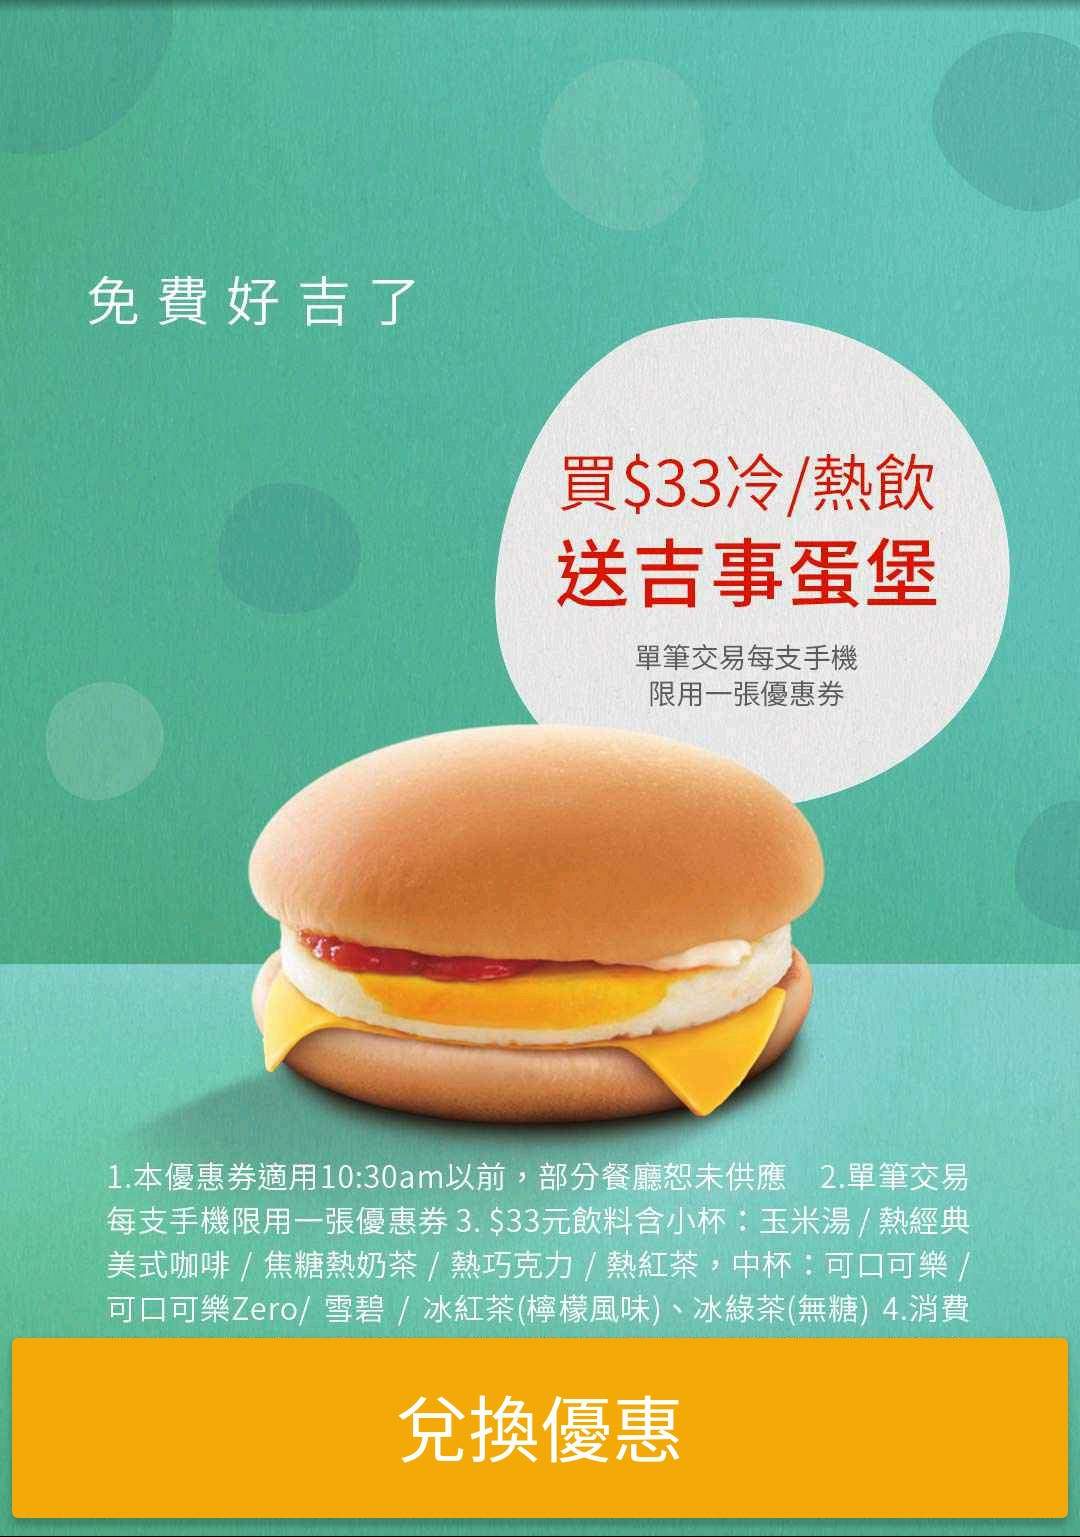 免費好吉了
買$33冷/熱飲
送吉事蛋堡
單筆交易每支手機
限用一張優惠券
1.本優惠券適用10:30am以前，部分餐廳恕未供應　2.單筆交易
每支手機限用一張優惠券 3. $33元飲料含小杯：玉米湯 / 熱經典
美式咖啡 / 焦糖熱奶茶 / 熱巧克力 / 熱紅茶，中杯：可口可樂 /
可口可樂Zero/ 雪碧 / 冰紅茶(檸檬風味)、冰綠茶(無糖) 4.消費
兌換優惠